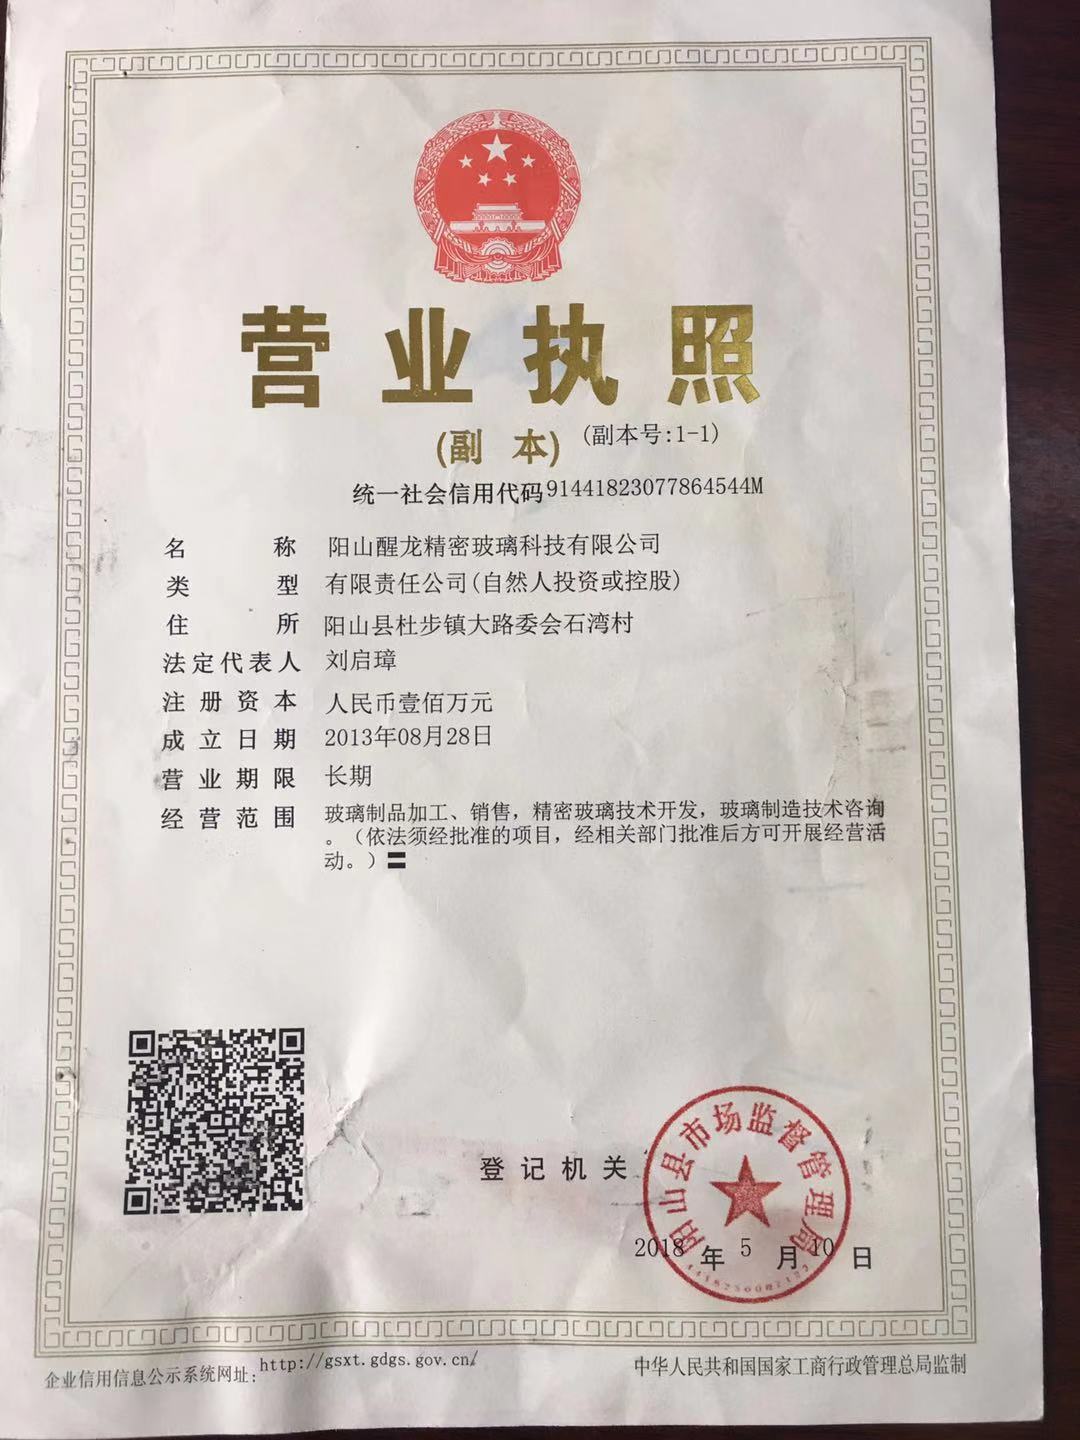 营业执照
(副 本) (副本号:1-1)
统一社会信用代码91441823077864544M
名 称 阳山醒龙精密玻璃科技有限公司
类 型 有限责任公司(自然人投资或控股)
住 所 阳山县杜步镇大路委会石湾村
法定代表人 刘启璋
注册资本 人民币壹佰万元
成立日期 2013年08月28日
营业期限 长期
经营范围 玻璃制品加工、销售，精密玻璃技术开发，玻璃制造技术咨询
。（依法须经批准的项目，经相关部门批准后方可开展经营活
动。）〓
阳山县市场监督管理局
登记机关
2018 年 5 月 10 日
企业信用信息公示系统网址: http://gsxt.gdgs.gov.cn/
中华人民共和国国家工商行政管理总局监制